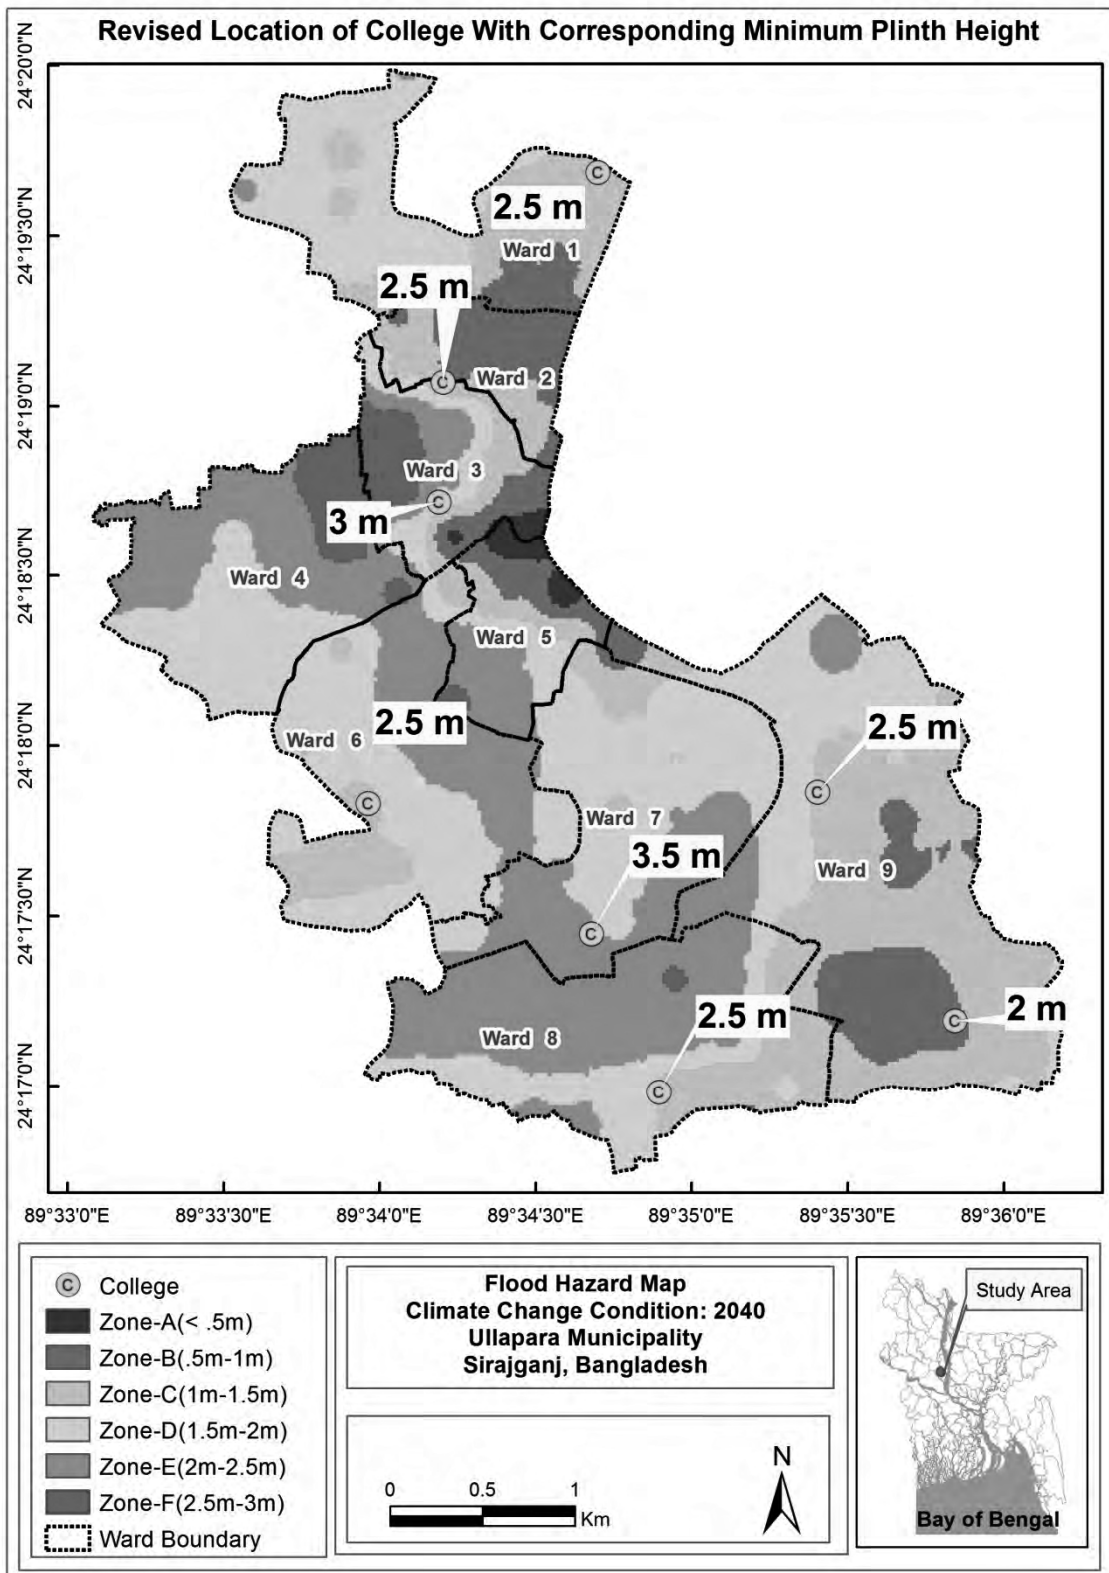 Revised Location of College With Corresponding Minimum Plinth Height
24°20'0"N
24°19'30"N
24°19'0"N
24°18'30"N
24°18'0"N
24°17'30"N
24°17'0"N
C
2.5 m
Ward 1
2.5 m
C
Ward 2
Ward 3
C
3 m
Ward 4
Ward 5
2.5 m
Ward 6
C
2.5 m
C
Ward 7
3.5 m
C
Ward 9
2.5 m
2 m
C
Ward 8
C
89°33'0"E
89°33'30"E
89°34'0"E
89°34'30"E
89°35'0"E
89°35'30"E
89°36'0"E
C College
Zone-A(< .5m)
Zone-B(.5m-1m)
Zone-C(1m-1.5m)
Zone-D(1.5m-2m)
Zone-E(2m-2.5m)
Zone-F(2.5m-3m)
Ward Boundary
Flood Hazard Map
Climate Change Condition: 2040
Ullapara Municipality
Sirajganj, Bangladesh
0 0.5 1
Km
N
Study Area
Bay of Bengal